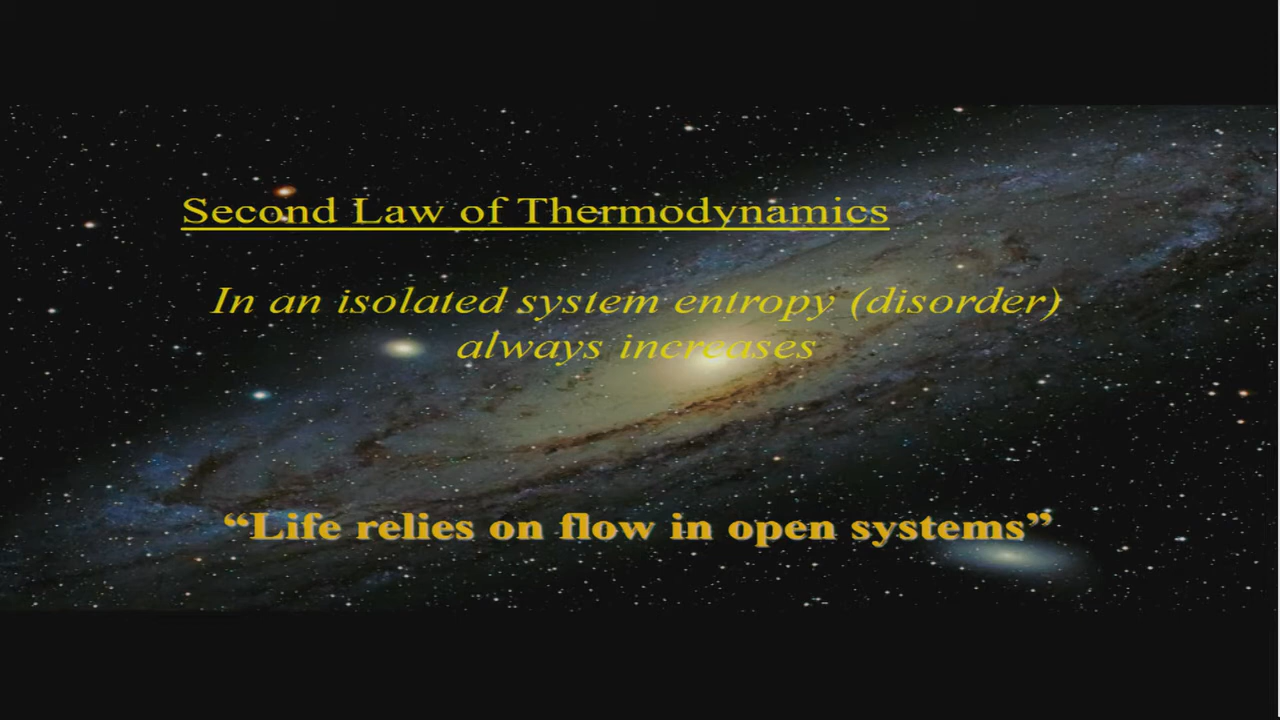 Second Law of Thermodynamics
In an isolated system entropy (disorder)
always increases
“Life relies on flow in open systems”